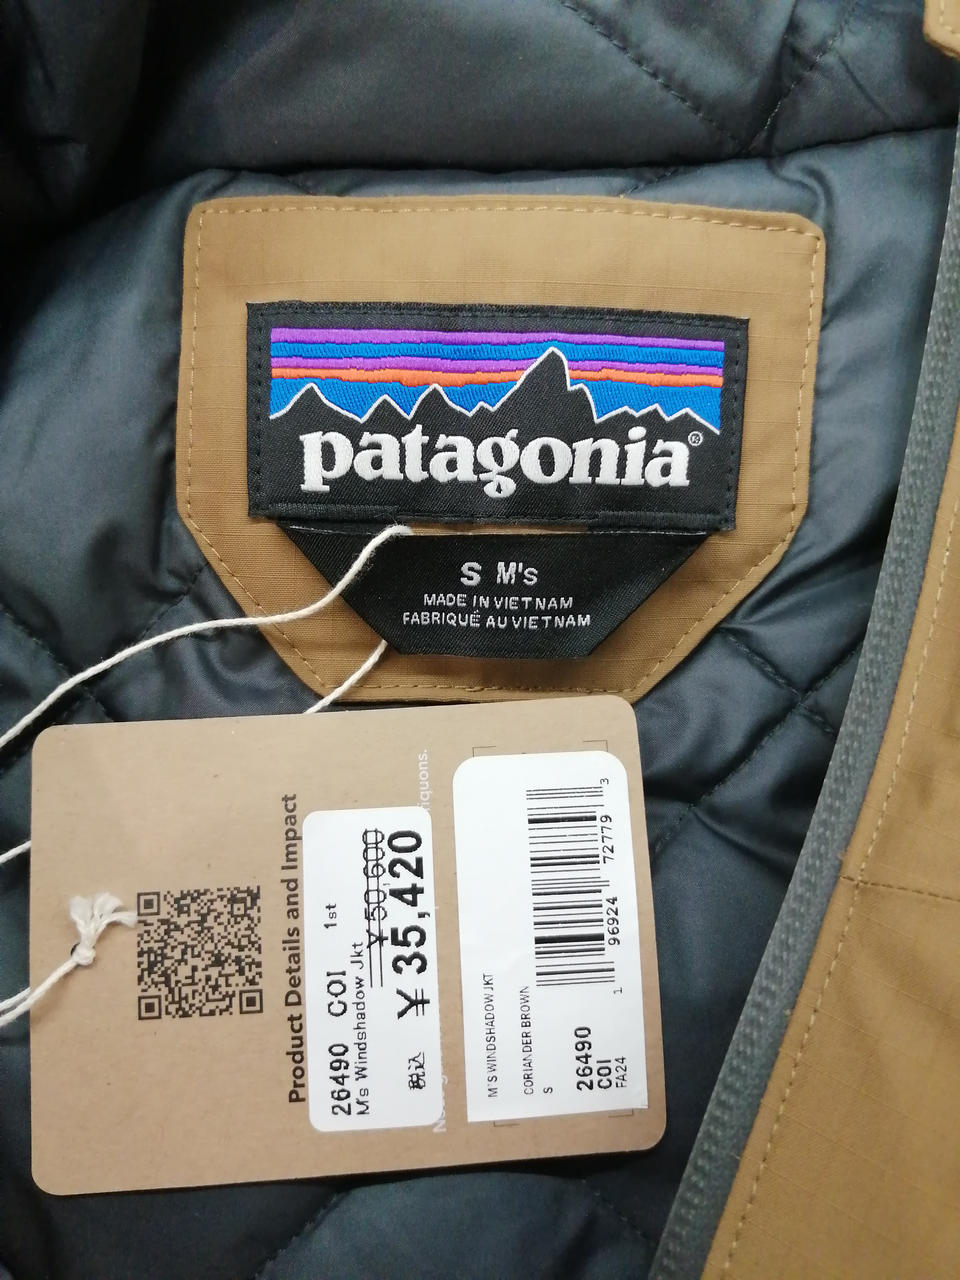 patagonia®
S M's
MADE IN VIETNAM
FABRIQUÉ AU VIETNAM
Product Details and Impact
26490 COI 1st
M's Windshadow Jkt
¥50,600
税込 ¥35,420
M'S WINDSHADOW JKT
CORIANDER BROWN
S
26490
COI
FA24
1 96924 72779 3